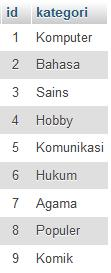 id kategori
1 Komputer
2 Bahasa
3 Sains
4 Hobby
5 Komunikasi
6 Hukum
7 Agama
8 Populer
9 Komik